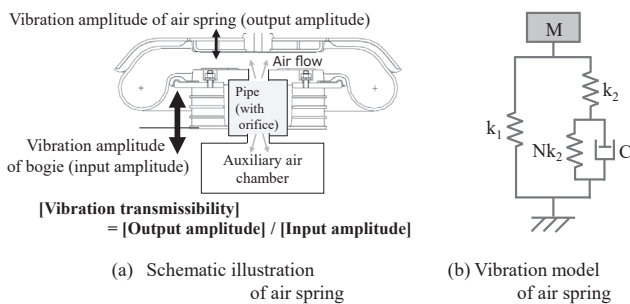 Vibration amplitude of air spring (output amplitude)
Air flow
Pipe
(with
orifice)
Vibration amplitude
of bogie (input amplitude)
Auxiliary air
chamber
[Vibration transmissibility]
= [Output amplitude] / [Input amplitude]
(a) Schematic illustration
of air spring
M
k₂
k₁
Nk₂
C
(b) Vibration model
of air spring